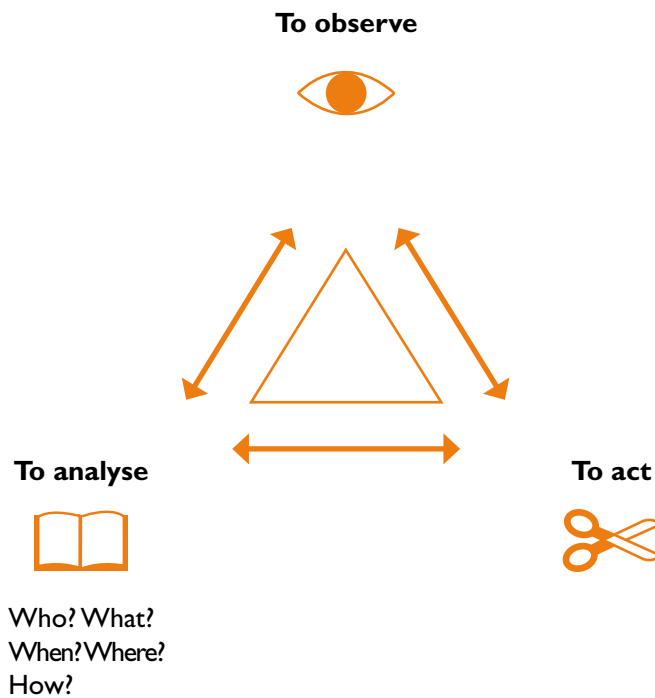 To observe
To analyse
To act
Who? What?
When? Where?
How?